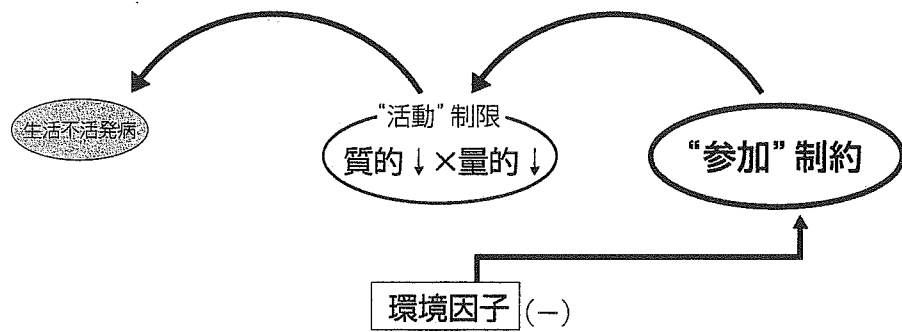 生活不活発病
“活動”制限
質的↓×量的↓
“参加”制約
環境因子(－)